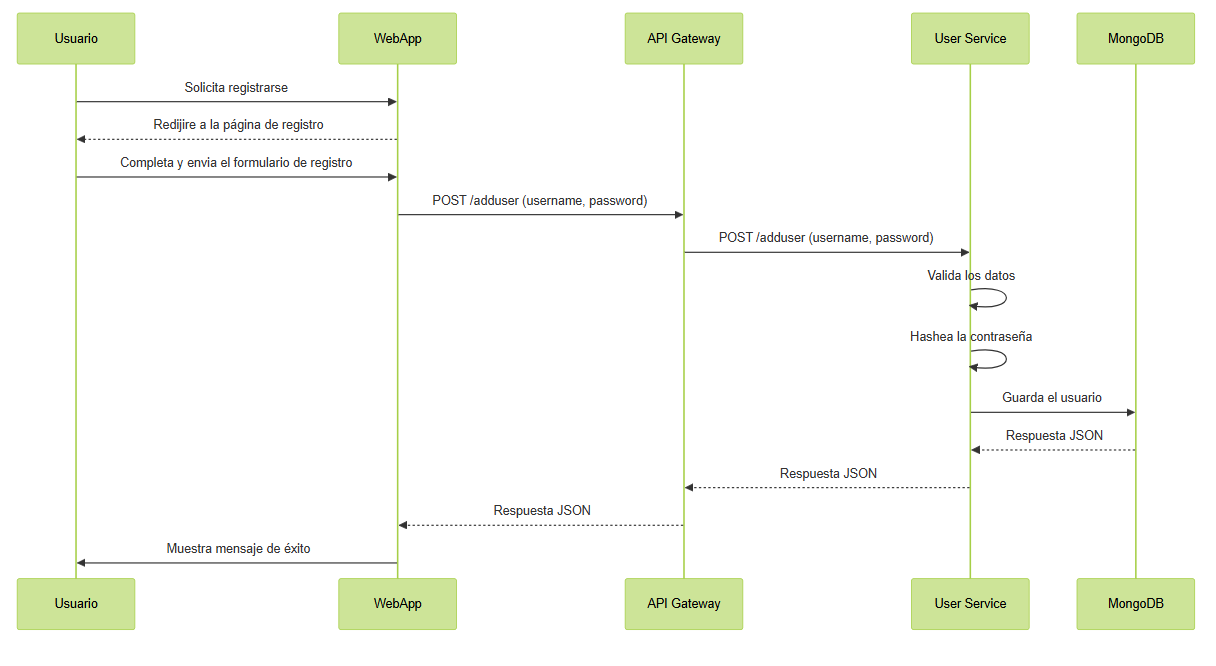 Usuario
WebApp
API Gateway
User Service
MongoDB
Solicita registrarse
Redijire a la página de registro
Completa y envia el formulario de registro
POST /adduser (username, password)
POST /adduser (username, password)
Valida los datos
Hashea la contraseña
Guarda el usuario
Respuesta JSON
Respuesta JSON
Respuesta JSON
Muestra mensaje de éxito
Usuario
WebApp
API Gateway
User Service
MongoDB